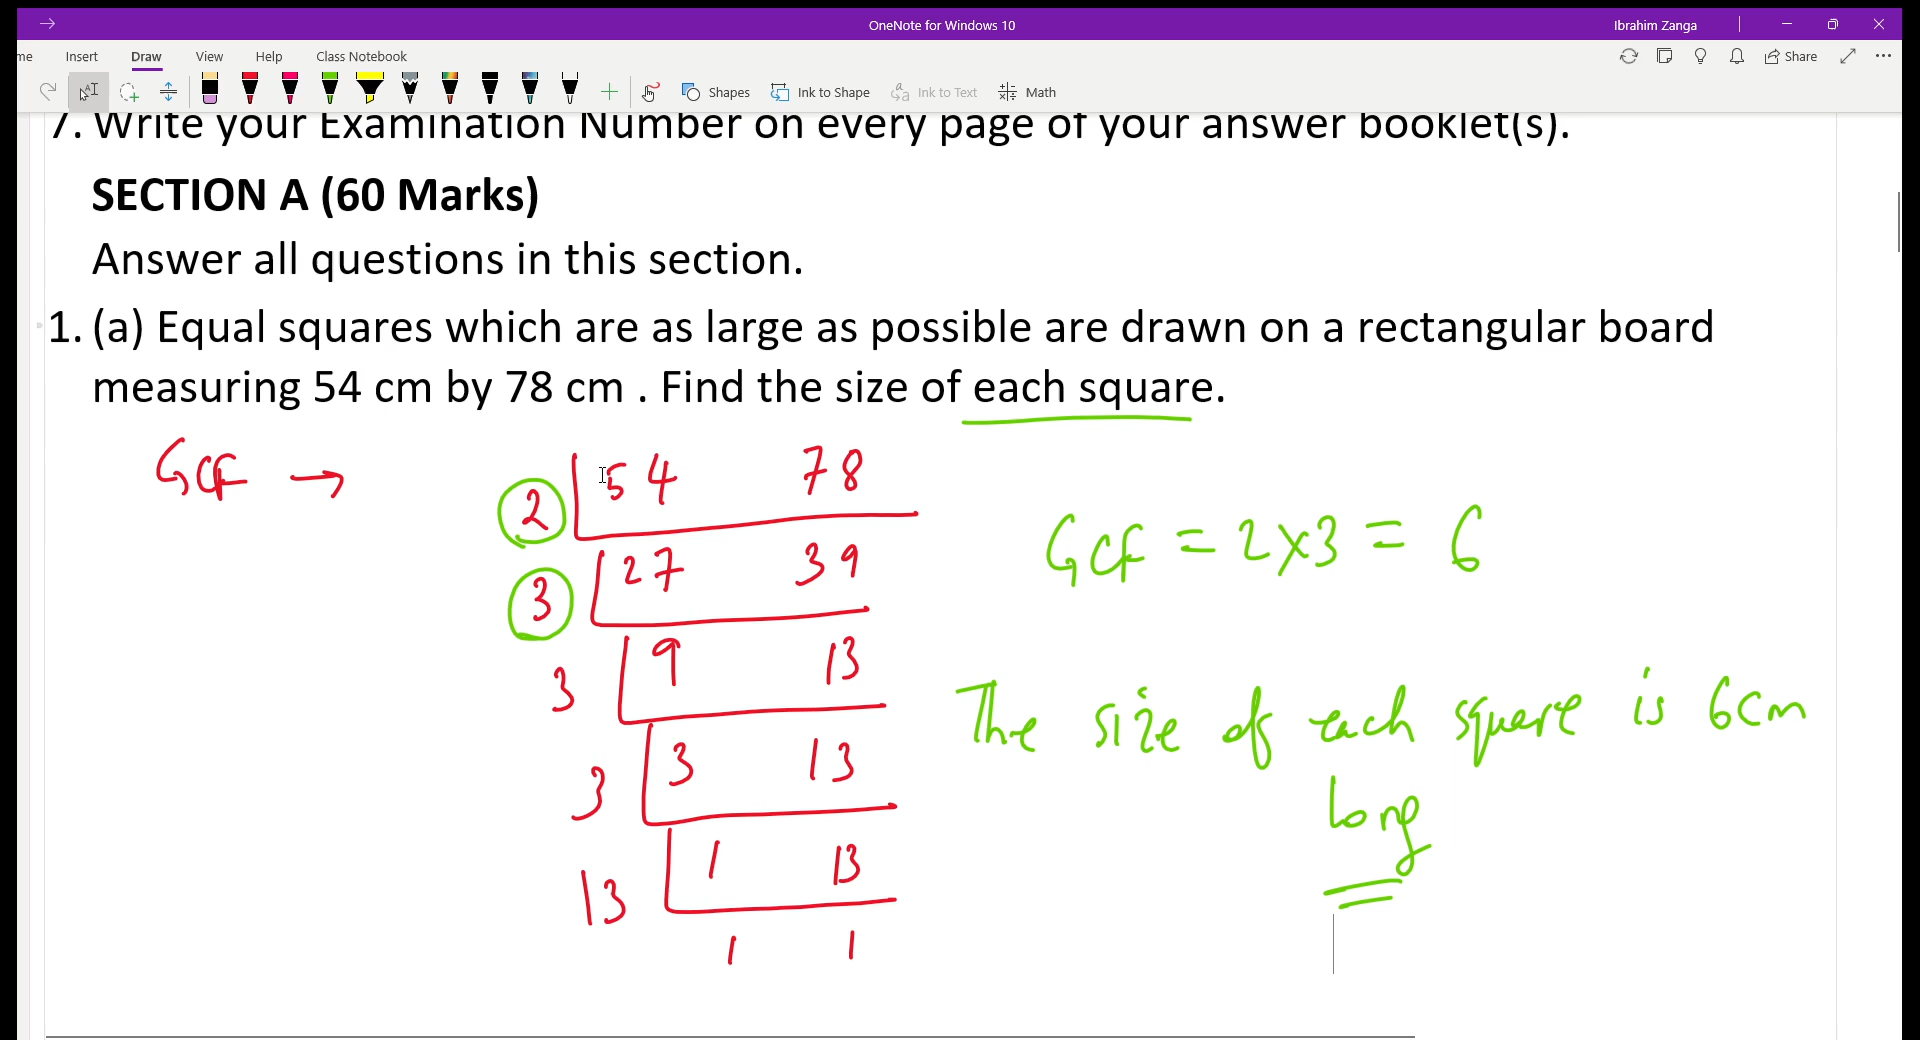 OneNote for Windows 10
Ibrahim Zanga
me Insert Draw View Help Class Notebook
Share
Shapes Ink to Shape Ink to Text Math
7. Write your Examination Number on every page of your answer booklet(s).
SECTION A (60 Marks)
Answer all questions in this section.
1. (a) Equal squares which are as large as possible are drawn on a rectangular board
measuring 54 cm by 78 cm . Find the size of each square.
GCF →
2 54 78
3 27 39
3 9 13
3 3 13
13 1 13
1 1
GCF = 2×3 = 6
The size of each square is 6cm
long